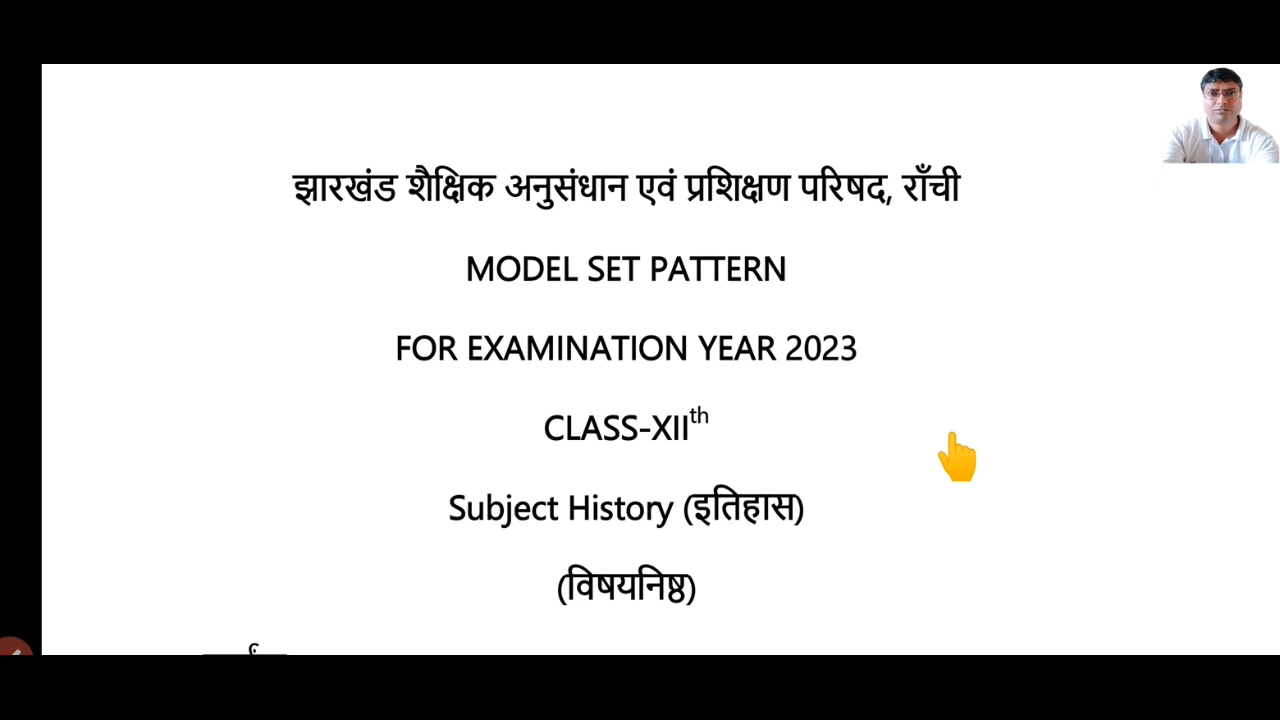 झारखंड शैक्षिक अनुसंधान एवं प्रशिक्षण परिषद, राँची
MODEL SET PATTERN
FOR EXAMINATION YEAR 2023
CLASS-XIIth
Subject History (इतिहास)
(विषयनिष्ठ)